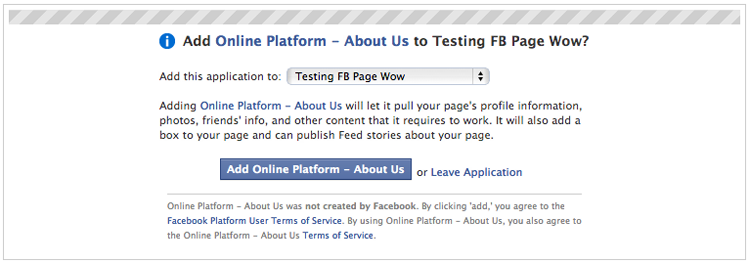 Add Online Platform – About Us to Testing FB Page Wow?
Add this application to: Testing FB Page Wow
Adding Online Platform – About Us will let it pull your page's profile information,
photos, friends' info, and other content that it requires to work. It will also add a
box to your page and can publish Feed stories about your page.
Add Online Platform – About Us or Leave Application
Online Platform – About Us was not created by Facebook. By clicking 'add,' you agree to the
Facebook Platform User Terms of Service. By using Online Platform – About Us, you also agree to
the Online Platform – About Us Terms of Service.